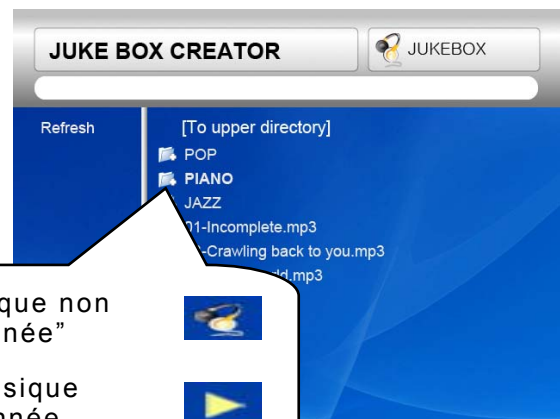 JUKE BOX CREATOR
JUKEBOX
Refresh
[To upper directory]
POP
PIANO
JAZZ
1-Incomplete.mp3
-Crawling back to you.mp3
ld.mp3
que non
née”
sique
nnée